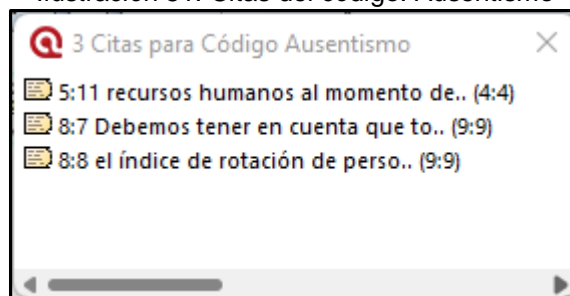 3 Citas para Código Ausentismo
5:11 recursos humanos al momento de.. (4:4)
8:7 Debemos tener en cuenta que to.. (9:9)
8:8 el índice de rotación de perso.. (9:9)